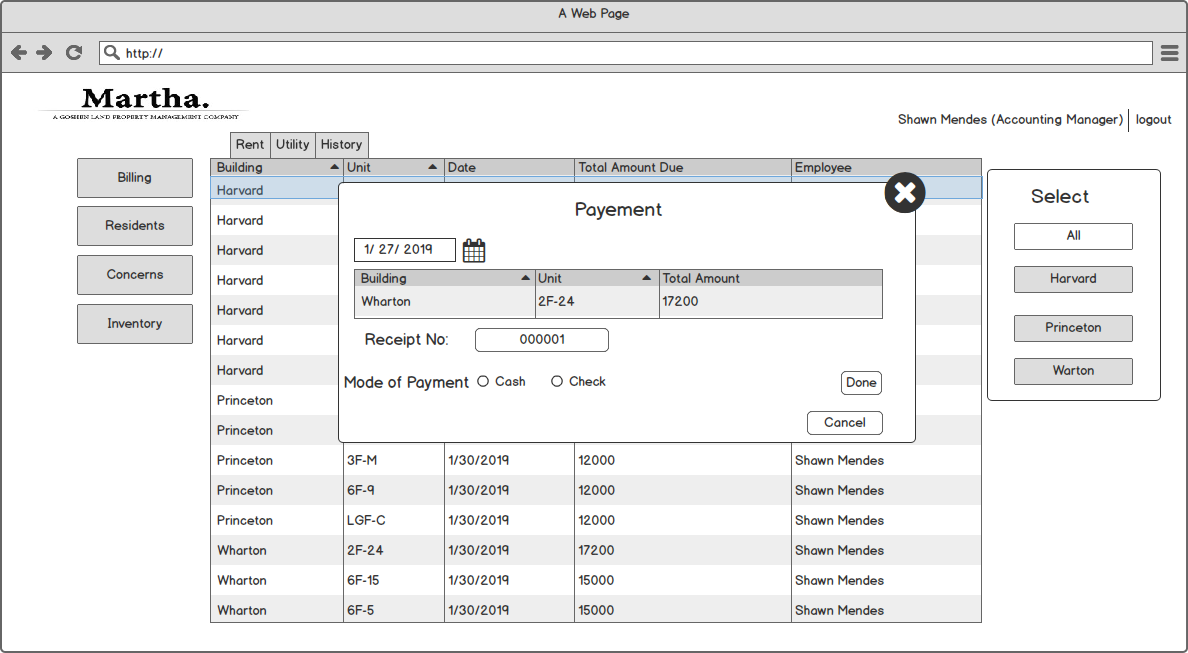 A Web Page
http://
Martha.
A GOSHEN LAND PROPERTY MANAGEMENT COMPANY
Shawn Mendes (Accounting Manager) logout
Rent Utility History
Building Unit Date Total Amount Due Employee
Billing
Residents
Concerns
Inventory
Harvard
Harvard
Harvard
Harvard
Harvard
Harvard
Harvard
Princeton
Princeton
Princeton 3F-M 1/30/2019 12000 Shawn Mendes
Princeton 6F-9 1/30/2019 12000 Shawn Mendes
Princeton LGF-C 1/30/2019 12000 Shawn Mendes
Wharton 2F-24 1/30/2019 17200 Shawn Mendes
Wharton 6F-15 1/30/2019 15000 Shawn Mendes
Wharton 6F-5 1/30/2019 15000 Shawn Mendes
Payement
1/ 27/ 2019
Building Unit Total Amount
Wharton 2F-24 17200
Receipt No: 000001
Mode of Payment Cash Check
Done
Cancel
Select
All
Harvard
Princeton
Warton